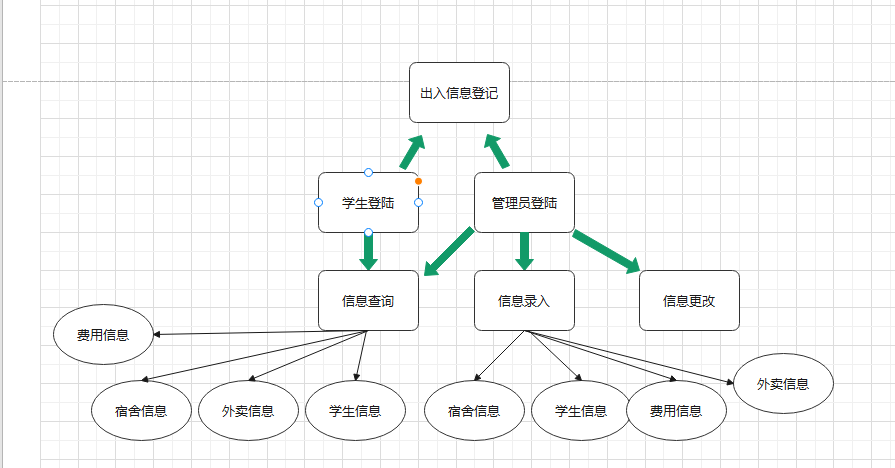 出入信息登记
学生登陆
管理员登陆
信息查询
信息录入
信息更改
费用信息
宿舍信息
外卖信息
学生信息
宿舍信息
学生信息
费用信息
外卖信息